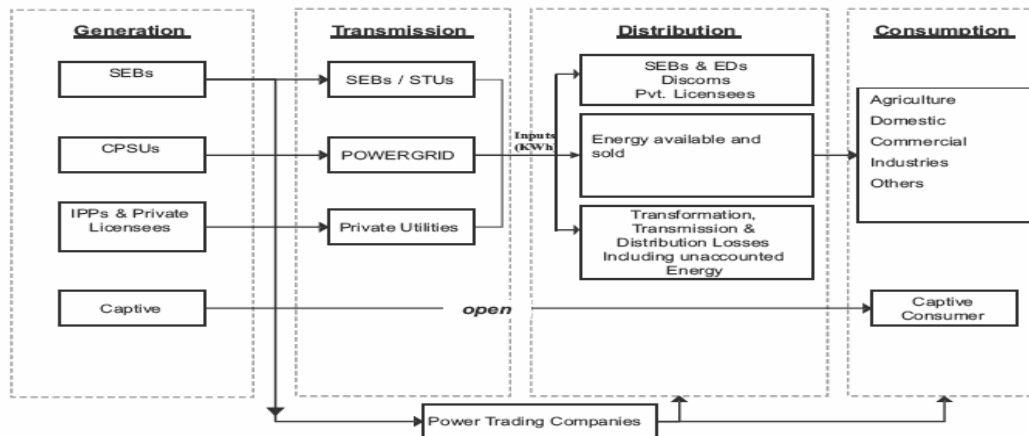 Generation
SEBs
CPSUs
IPPs & Private
Licensees
Captive
Transmission
SEBs / STUs
POWERGRID
Private Utilities
open
Inputs
(KWh)
Distribution
SEBs & EDs
Discoms
Pvt. Licensees
Energy available and
sold
Transformation,
Transmission &
Distribution Losses
Including unaccounted
Energy
Consumption
Agriculture
Domestic
Commercial
Industries
Others
Captive
Consumer
Power Trading Companies